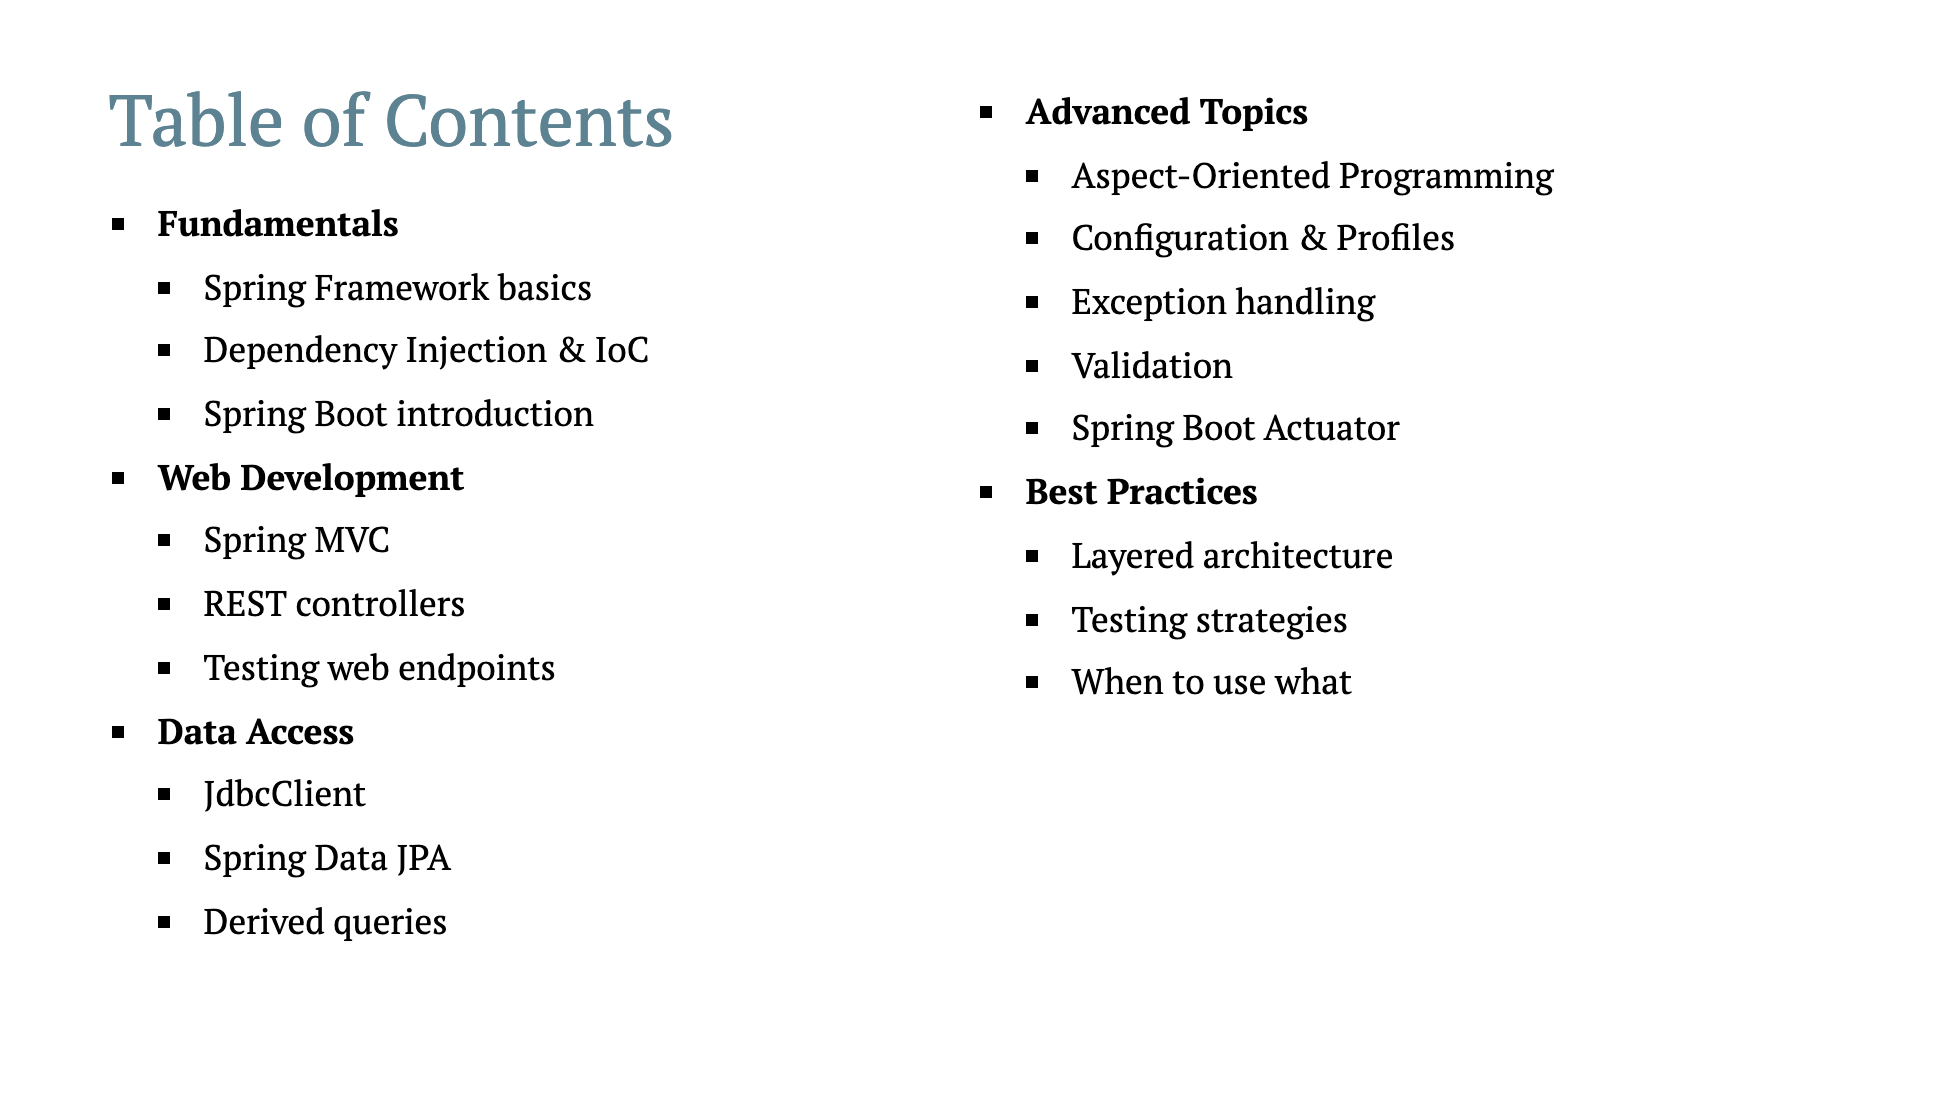 Table of Contents
Fundamentals
Spring Framework basics
Dependency Injection & IoC
Spring Boot introduction
Web Development
Spring MVC
REST controllers
Testing web endpoints
Data Access
JdbcClient
Spring Data JPA
Derived queries
Advanced Topics
Aspect-Oriented Programming
Configuration & Profiles
Exception handling
Validation
Spring Boot Actuator
Best Practices
Layered architecture
Testing strategies
When to use what